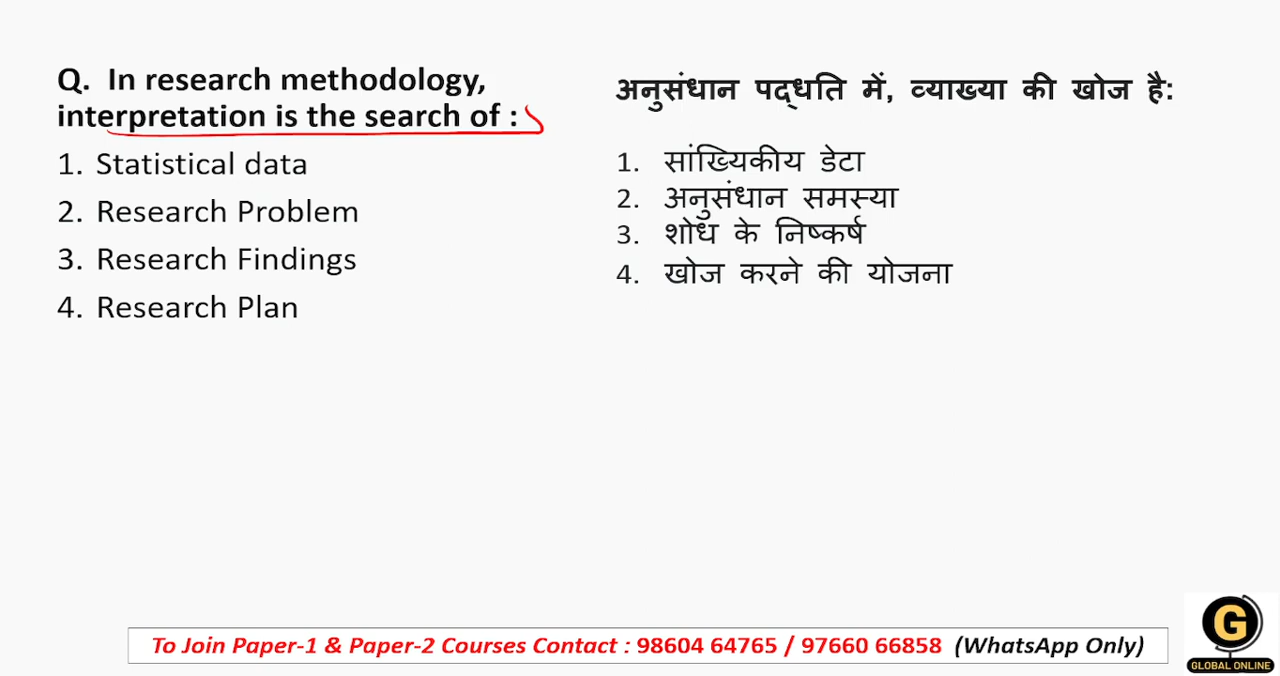 Q. In research methodology,
interpretation is the search of :
1. Statistical data
2. Research Problem
3. Research Findings
4. Research Plan
अनुसंधान पद्धति में, व्याख्या की खोज है:
1. सांख्यिकीय डेटा
2. अनुसंधान समस्या
3. शोध के निष्कर्ष
4. खोज करने की योजना
To Join Paper-1 & Paper-2 Courses Contact : 98604 64765 / 97660 66858 (WhatsApp Only)
G
GLOBAL ONLINE